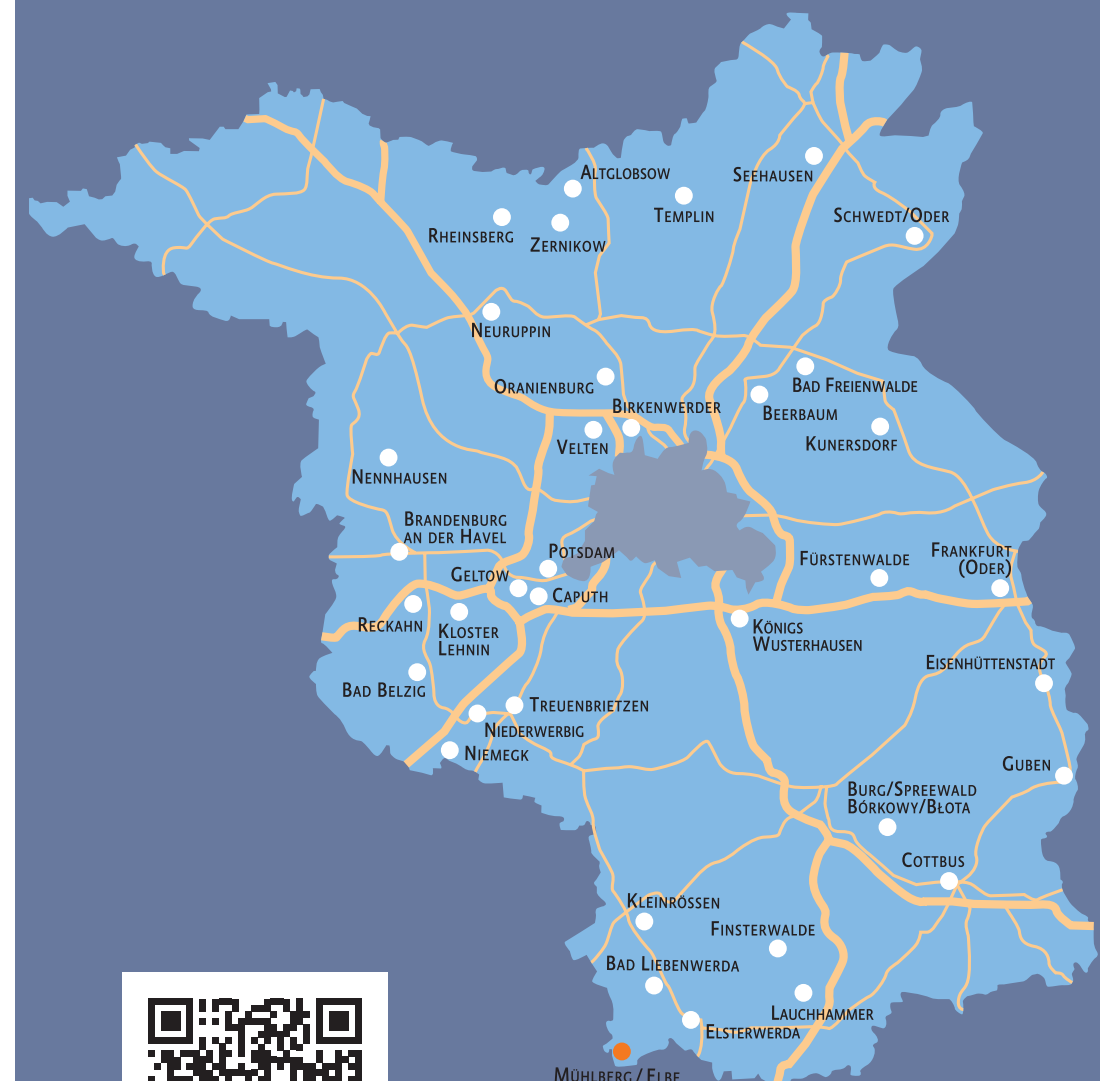 Altglobsow
Seehausen
Templin
Schwedt/Oder
Rheinsberg
Zernikow
Neuruppin
Oranienburg
Bad Freienwalde
Birkenwerder
Beerbaum
Velten
Kunersdorf
Nennhausen
Brandenburg
an der Havel
Potsdam
Fürstenwalde
Frankfurt
(Oder)
Geltow
Caputh
Reckahn
Kloster
Lehnin
Königs
Wusterhausen
Eisenhüttenstadt
Bad Belzig
Treuenbrietzen
Niederwerbig
Niemegk
Guben
Burg/Spreewald
Bórkowy/Błota
Cottbus
Kleinrössen
Finsterwalde
Bad Liebenwerda
Lauchhammer
Elsterwerda
Mühlberg / Elbe